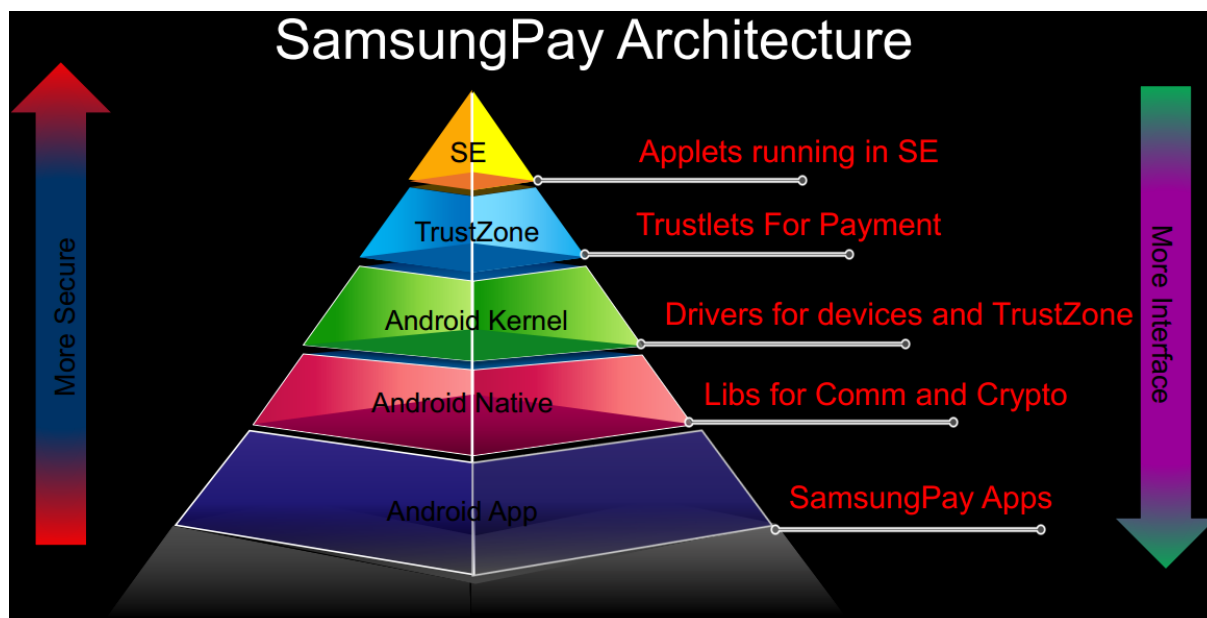 SamsungPay Architecture
More Secure
SE
Applets running in SE
TrustZone
Trustlets For Payment
Android Kernel
Drivers for devices and TrustZone
Android Native
Libs for Comm and Crypto
Android App
SamsungPay Apps
More Interface